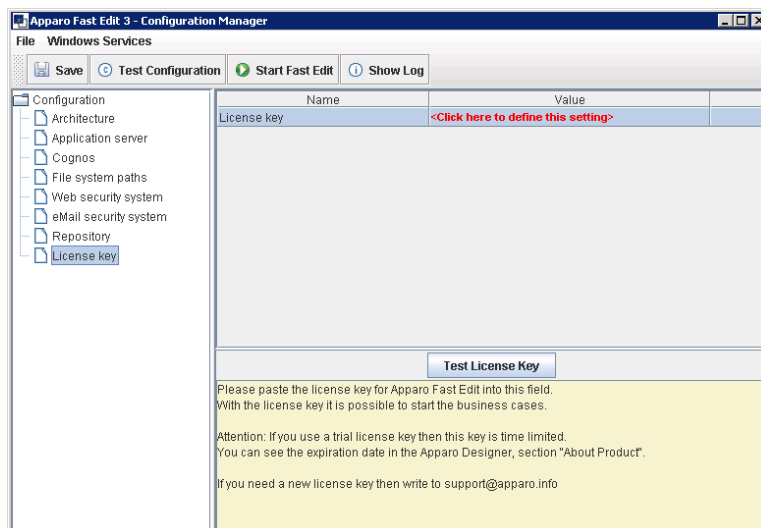 Apparo Fast Edit 3 - Configuration Manager
File Windows Services
Save Test Configuration Start Fast Edit Show Log
Configuration
Architecture
Application server
Cognos
File system paths
Web security system
eMail security system
Repository
License key
Name Value
License key <Click here to define this setting>
Test License Key
Please paste the license key for Apparo Fast Edit into this field.
With the license key it is possible to start the business cases.
Attention: If you use a trial license key then this key is time limited.
You can see the expiration date in the Apparo Designer, section "About Product".
If you need a new license key then write to support@apparo.info